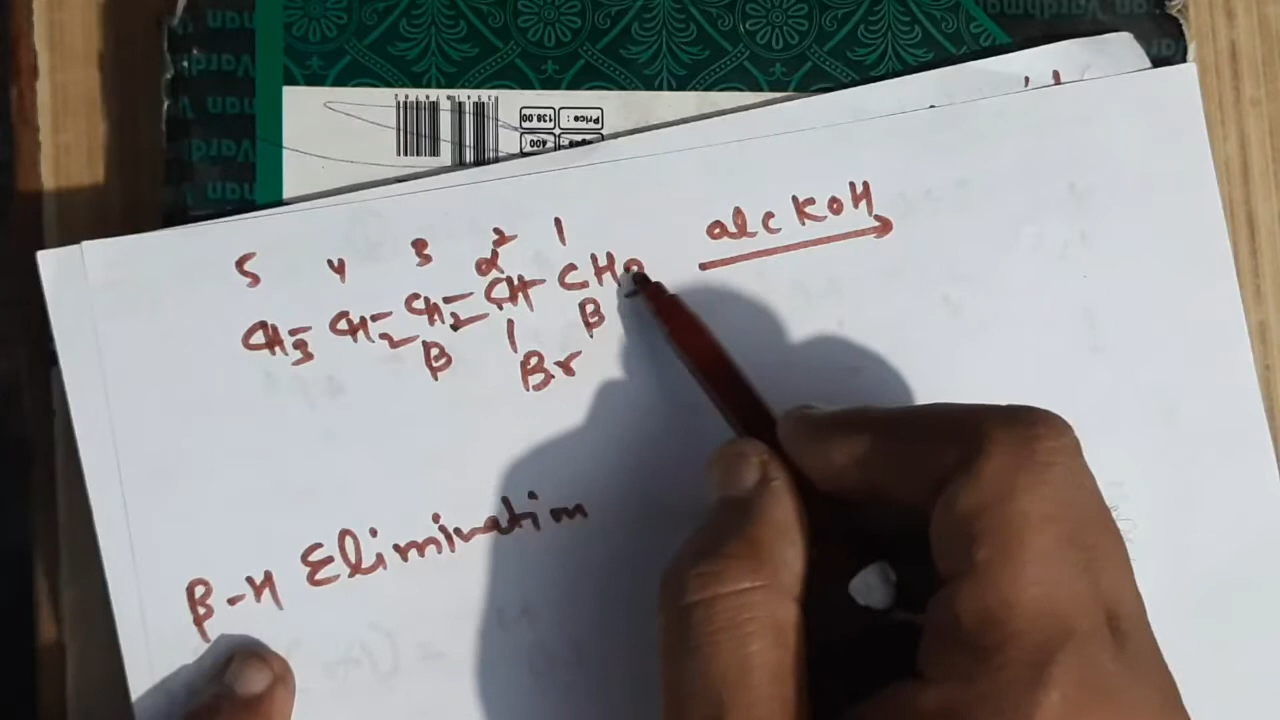 Price :
138.00
400
alc KOH
5 4 3 2 1
α
CH3-CH2-CH2-CH-CH3
β β
Br
β-H Elimination